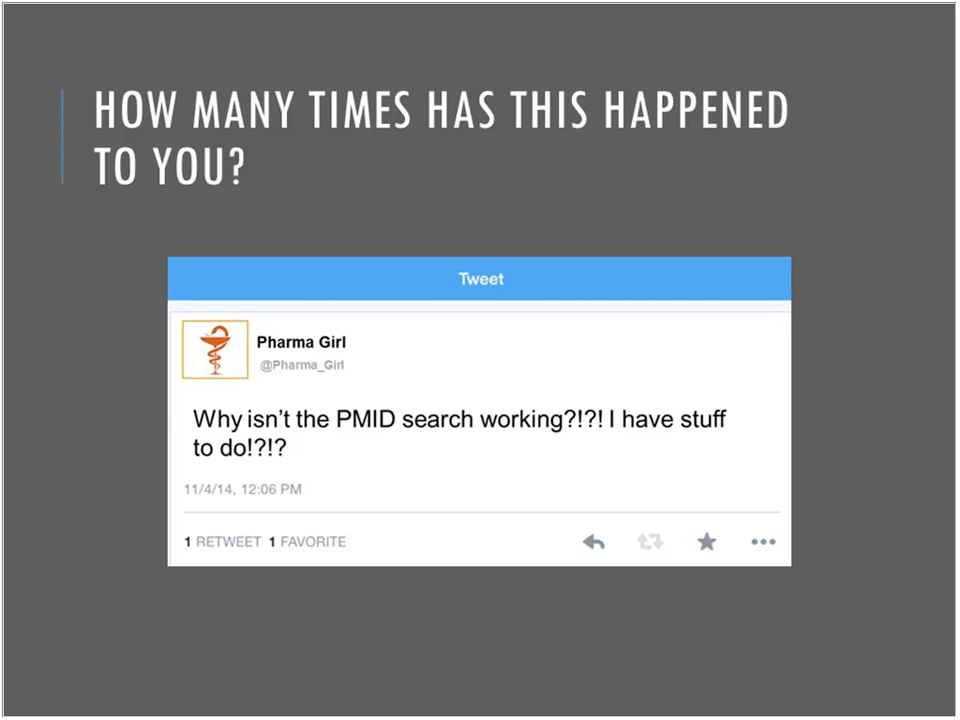 HOW MANY TIMES HAS THIS HAPPENED
TO YOU?
Tweet
Pharma Girl
@Pharma_Girl
Why isn't the PMID search working?!?! I have stuff
to do!?!?
11/4/14, 12:06 PM
1 RETWEET 1 FAVORITE